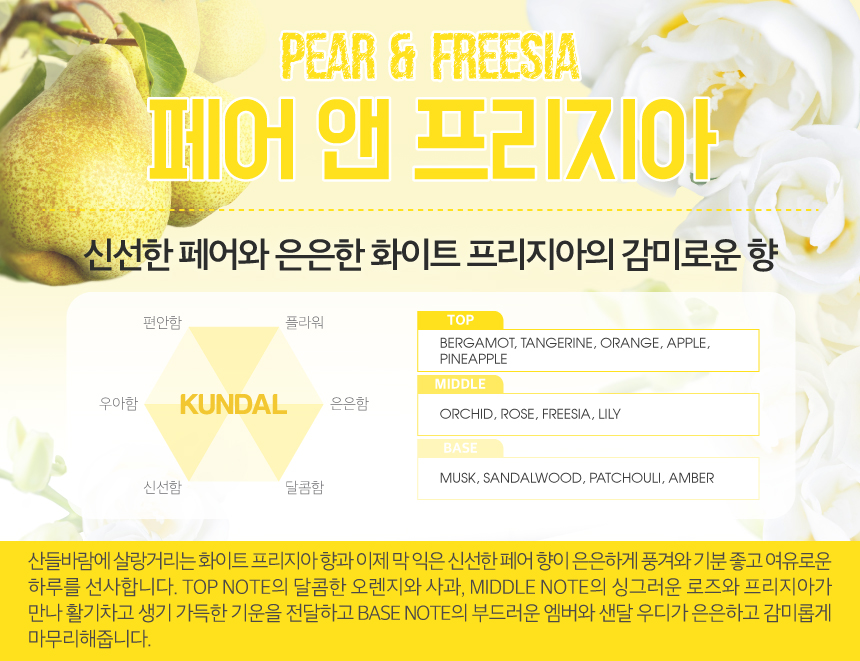 PEAR & FREESIA
페어 앤 프리지아
신선한 페어와 은은한 화이트 프리지아의 감미로운 향
편안함
플라워
우아함
KUNDAL
은은함
신선함
달콤함
TOP
BERGAMOT, TANGERINE, ORANGE, APPLE,
PINEAPPLE
MIDDLE
ORCHID, ROSE, FREESIA, LILY
BASE
MUSK, SANDALWOOD, PATCHOULI, AMBER
산들바람에 살랑거리는 화이트 프리지아 향과 이제 막 익은 신선한 페어 향이 은은하게 풍겨와 기분 좋고 여유로운
하루를 선사합니다. TOP NOTE의 달콤한 오렌지와 사과, MIDDLE NOTE의 싱그러운 로즈와 프리지아가
만나 활기차고 생기 가득한 기운을 전달하고 BASE NOTE의 부드러운 엠버와 샌달 우디가 은은하고 감미롭게
마무리해줍니다.